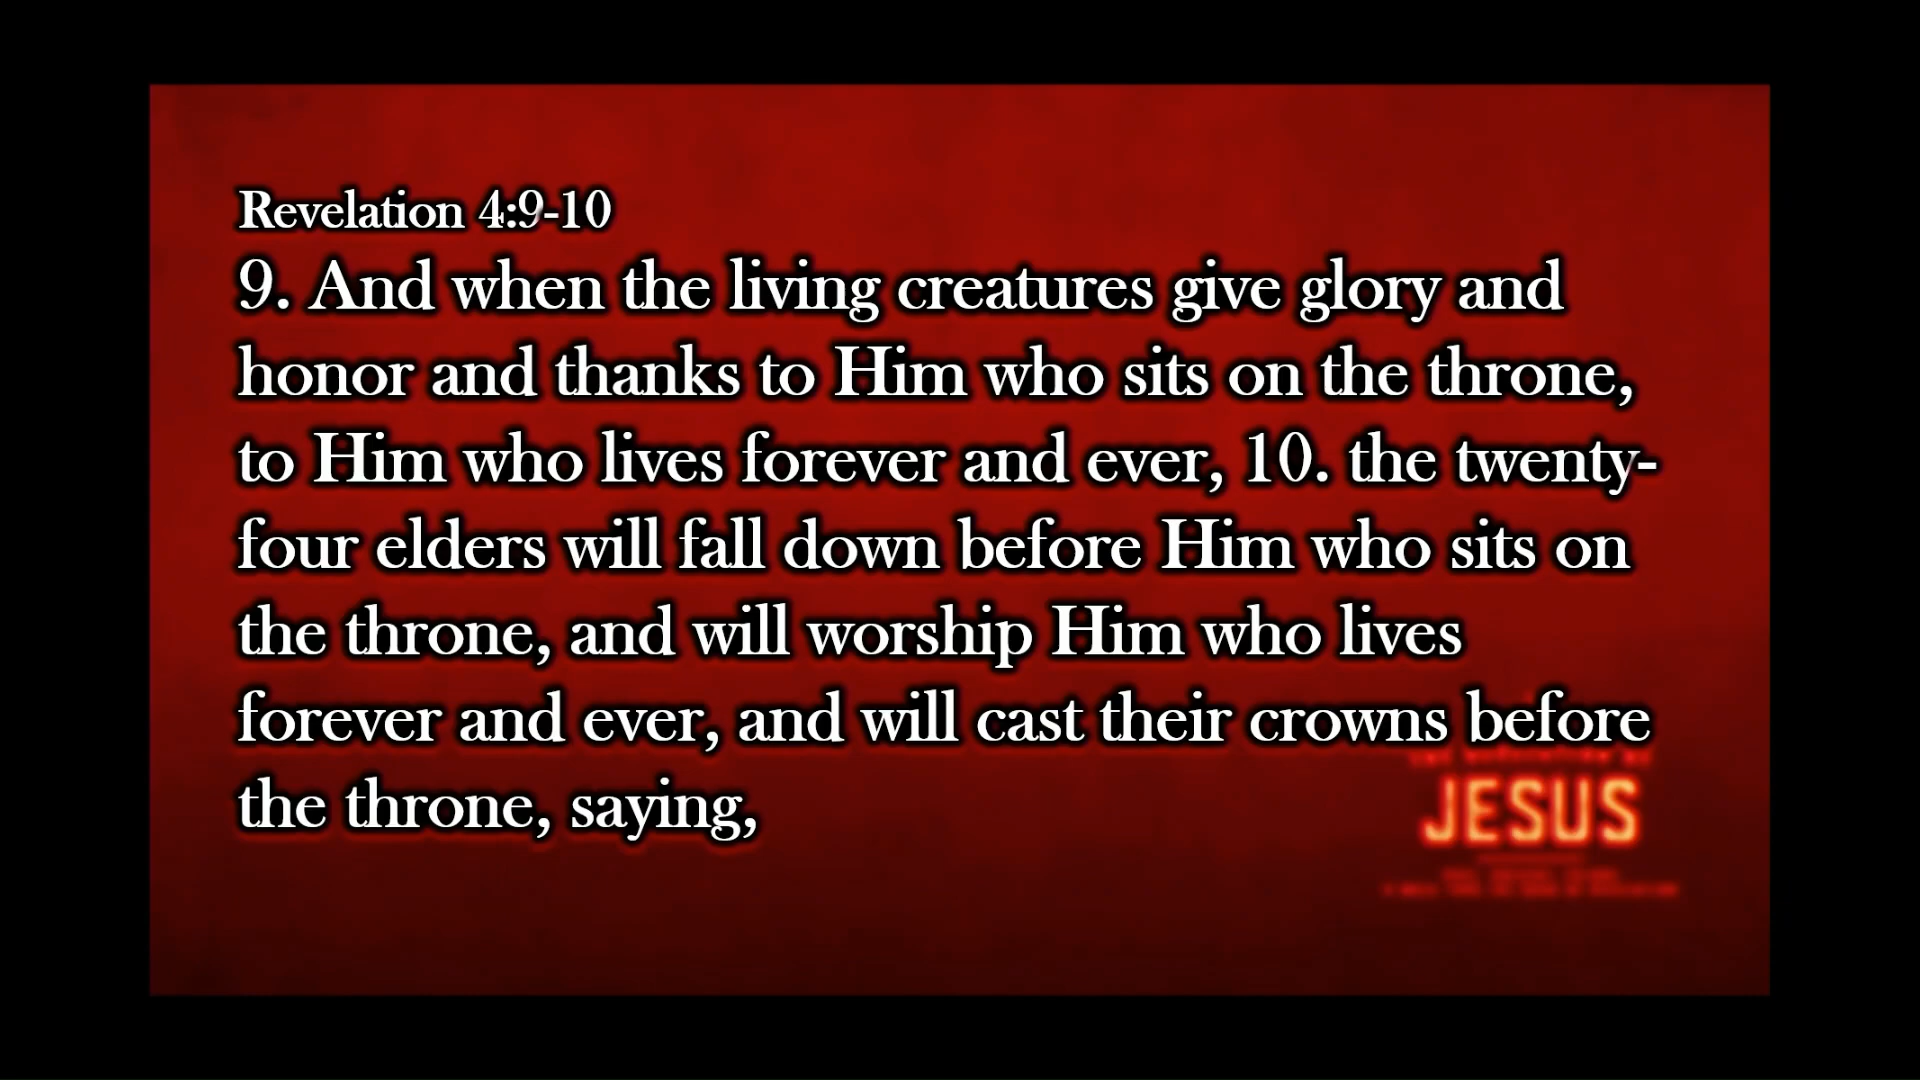 Revelation 4:9-10
9. And when the living creatures give glory and
honor and thanks to Him who sits on the throne,
to Him who lives forever and ever, 10. the twenty-
four elders will fall down before Him who sits on
the throne, and will worship Him who lives
forever and ever, and will cast their crowns before
the throne, saying,
JESUS